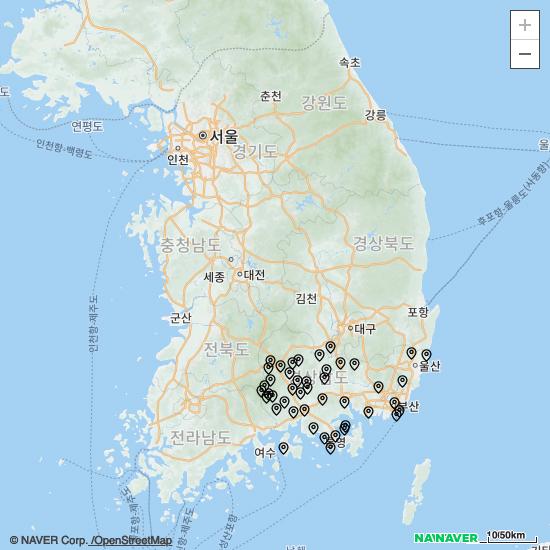 속초
춘천
강원도
강릉
연평도
서울
인천
경기도
인천항-백령도
울
후포항-울릉도(사동항)
충청남도
경상북도
세종
대전
김천
인천항-제주도
군산
포항
대구
전북도
울산
부산
전라남도
여수
10/50km
© NAVER Corp. /OpenStreetMap
NAVER